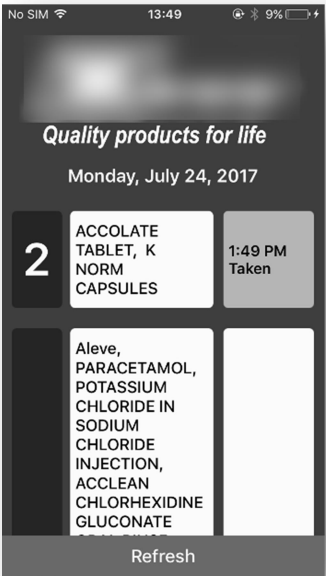 No SIM 13:49 9%
Quality products for life
Monday, July 24, 2017
2
ACCOLATE
TABLET, K
NORM
CAPSULES
1:49 PM
Taken
Aleve,
PARACETAMOL,
POTASSIUM
CHLORIDE IN
SODIUM
CHLORIDE
INJECTION,
ACCLEAN
CHLORHEXIDINE
GLUCONATE
Refresh